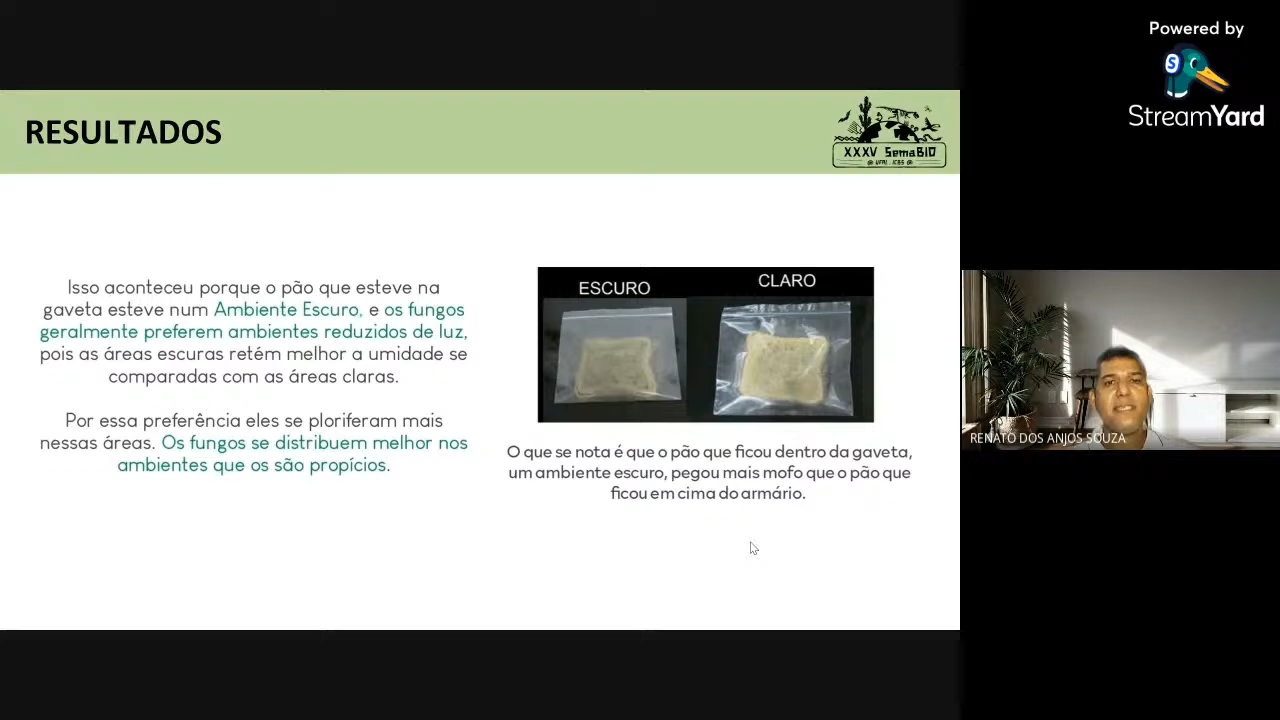 Powered by
S
StreamYard
RESULTADOS
XXXV SemaBIO
UFAL . ICBS
Isso aconteceu porque o pão que esteve na
gaveta esteve num Ambiente Escuro, e os fungos
geralmente preferem ambientes reduzidos de luz,
pois as áreas escuras retém melhor a umidade se
comparadas com as áreas claras.
Por essa preferência eles se ploriferam mais
nessas áreas. Os fungos se distribuem melhor nos
ambientes que os são propícios.
ESCURO
CLARO
O que se nota é que o pão que ficou dentro da gaveta,
um ambiente escuro, pegou mais mofo que o pão que
ficou em cima do armário.
RENATO DOS ANJOS SOUZA